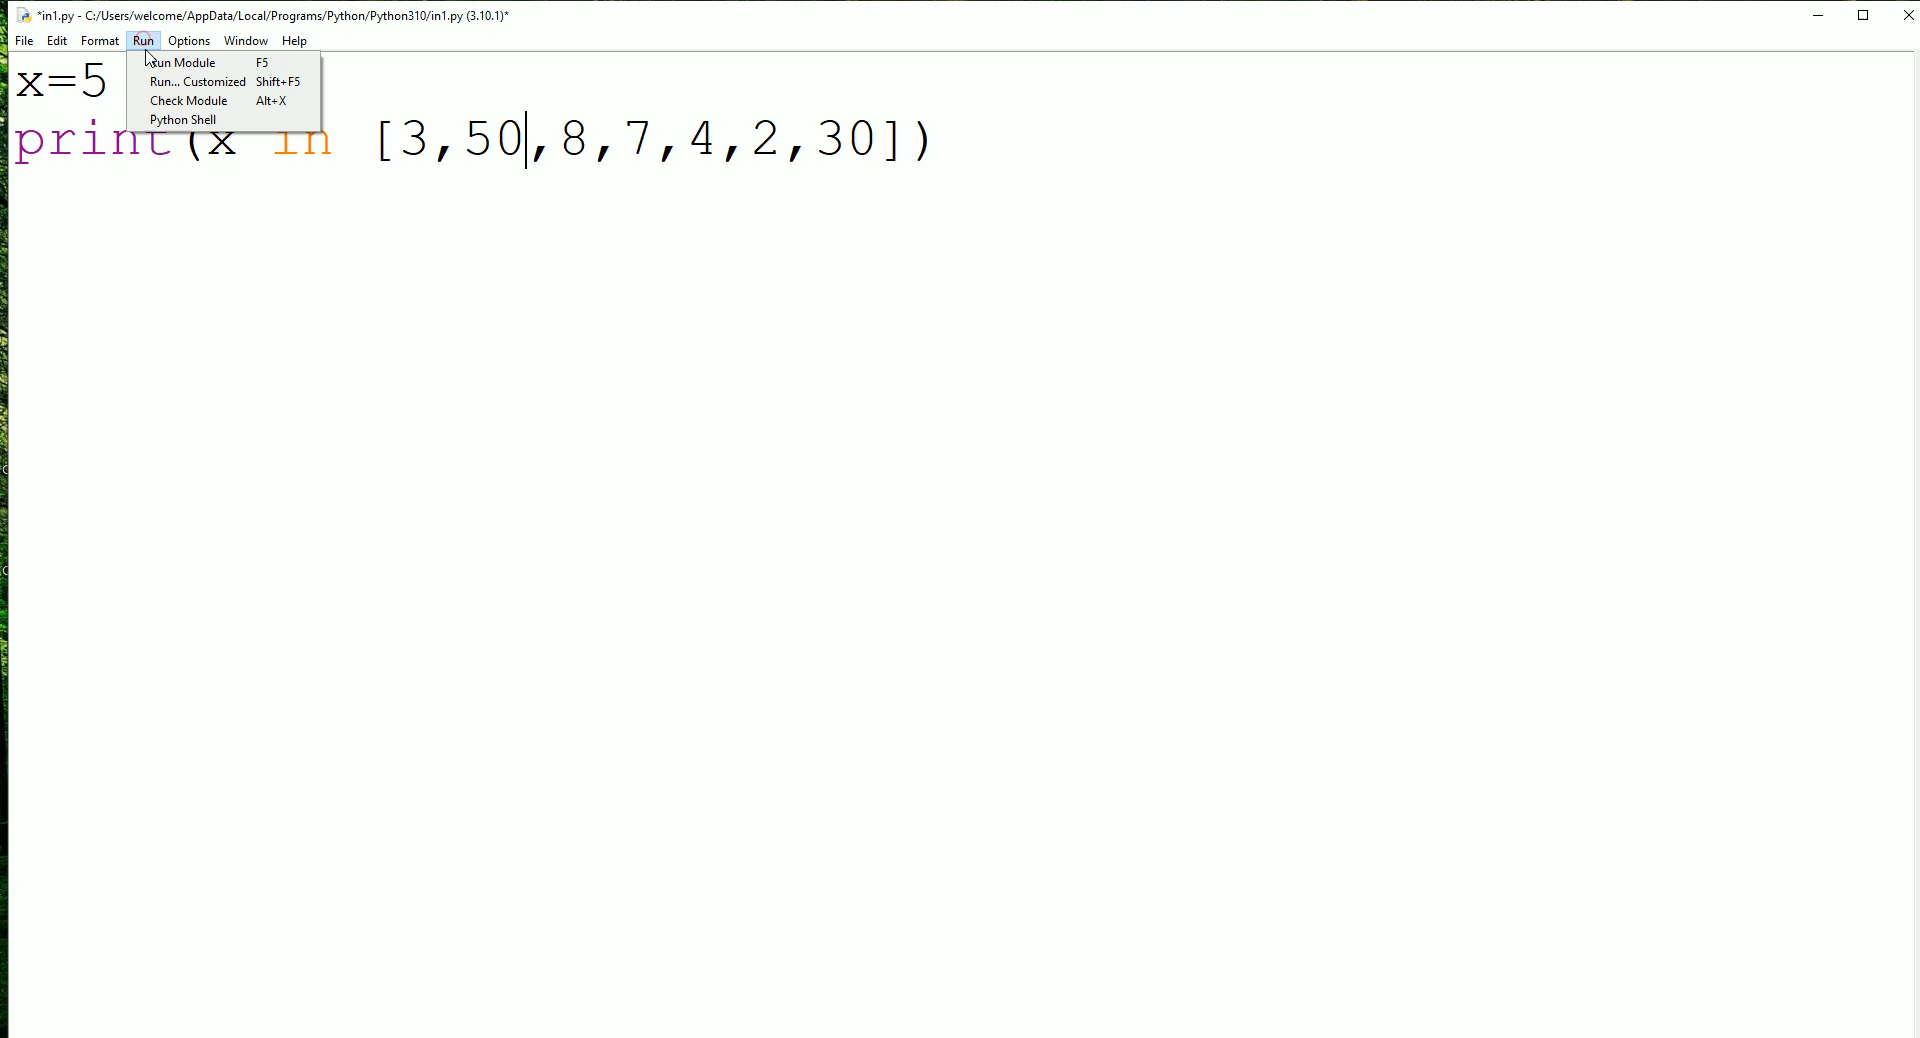 *in1.py - C:/Users/welcome/AppData/Local/Programs/Python/Python310/in1.py (3.10.1)*
File Edit Format Run Options Window Help
Run Module F5
Run... Customized Shift+F5
Check Module Alt+X
Python Shell
x=5
print(x in [3,50,8,7,4,2,30])